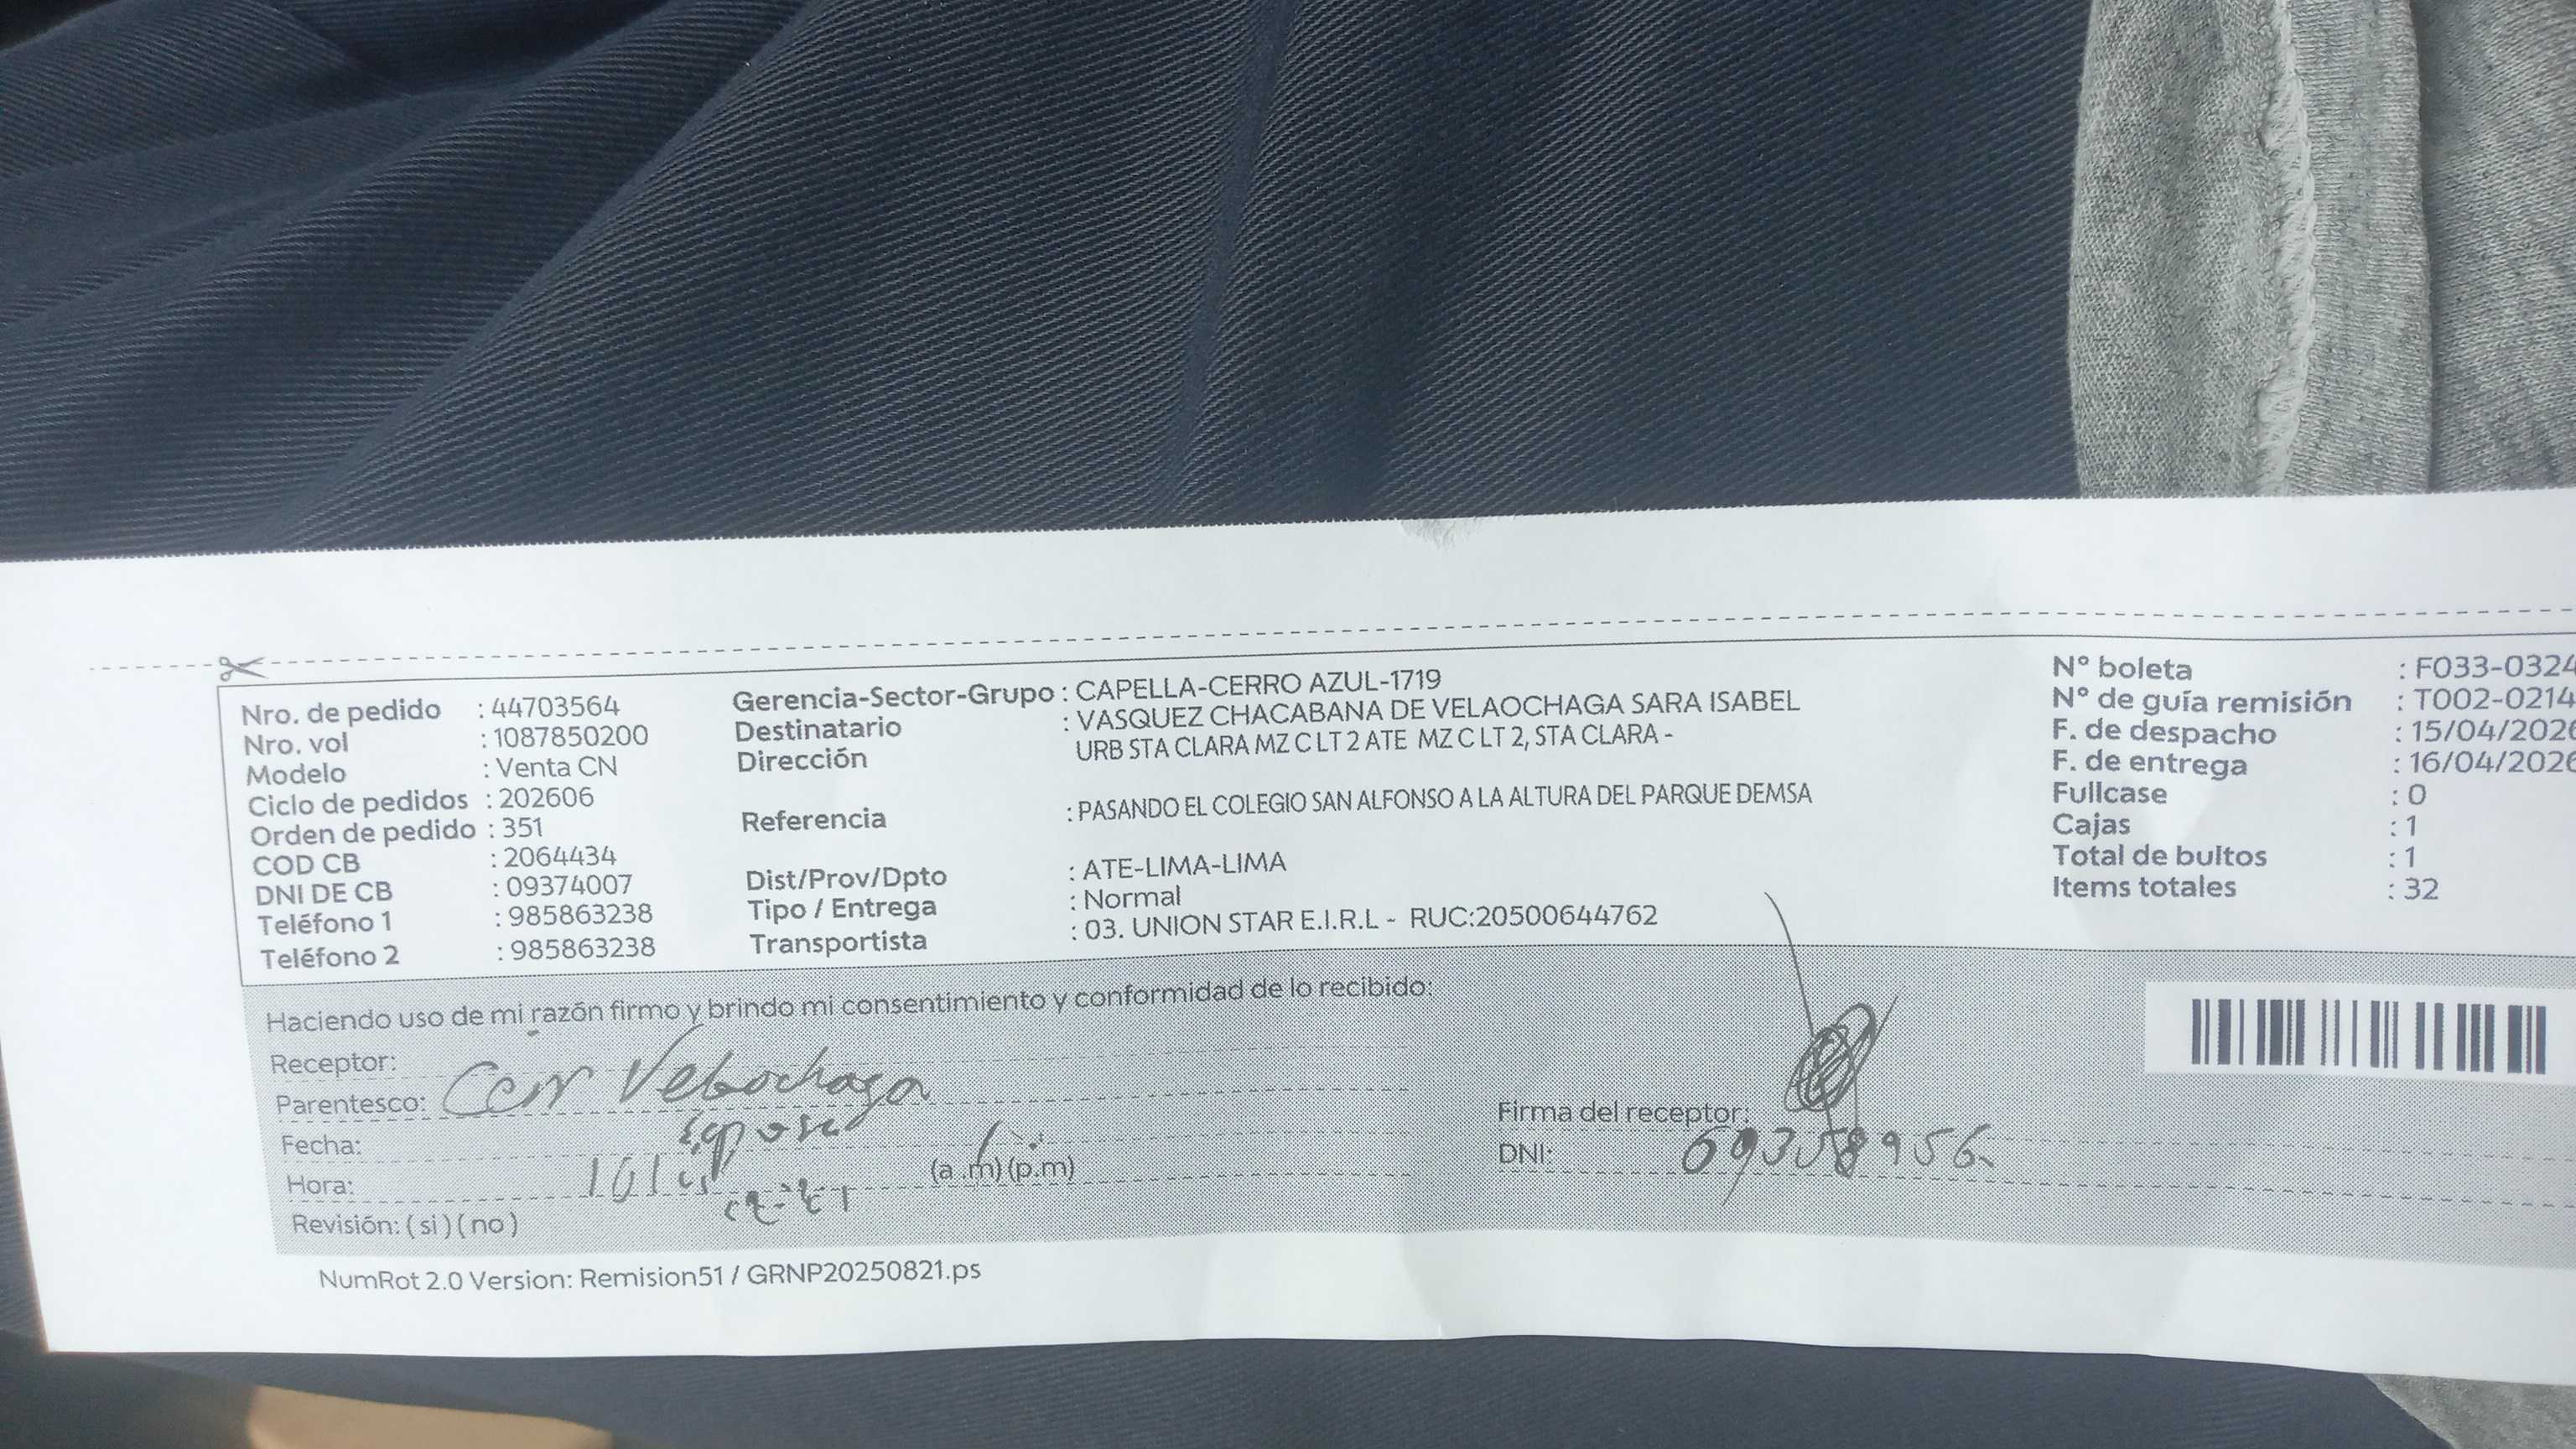 Nro. de pedido : 44703564
Nro. vol : 1087850200
Modelo : Venta CN
Ciclo de pedidos : 202606
Orden de pedido : 351
COD CB : 2064434
DNI DE CB : 09374007
Teléfono 1 : 985863238
Teléfono 2 : 985863238
Gerencia-Sector-Grupo : CAPELLA-CERRO AZUL-1719
Destinatario : VASQUEZ CHACABANA DE VELAOCHAGA SARA ISABEL
Dirección URB STA CLARA MZ C LT 2 ATE MZ C LT 2, STA CLARA -
Referencia : PASANDO EL COLEGIO SAN ALFONSO A LA ALTURA DEL PARQUE DEMSA
Dist/Prov/Dpto : ATE-LIMA-LIMA
Tipo / Entrega : Normal
Transportista : 03. UNION STAR E.I.R.L - RUC:20500644762
N° boleta : F033-0324
N° de guía remisión : T002-0214
F. de despacho : 15/04/2026
F. de entrega : 16/04/2026
Fullcase : 0
Cajas : 1
Total de bultos : 1
Items totales : 32
Haciendo uso de mi razón firmo y brindo mi consentimiento y conformidad de lo recibido:
Receptor:
Parentesco:
Fecha:
Hora: (a.m) (p.m)
Revisión: ( si ) ( no )
Firma del receptor:
DNI:
NumRot 2.0 Version: Remision51 / GRNP20250821.ps